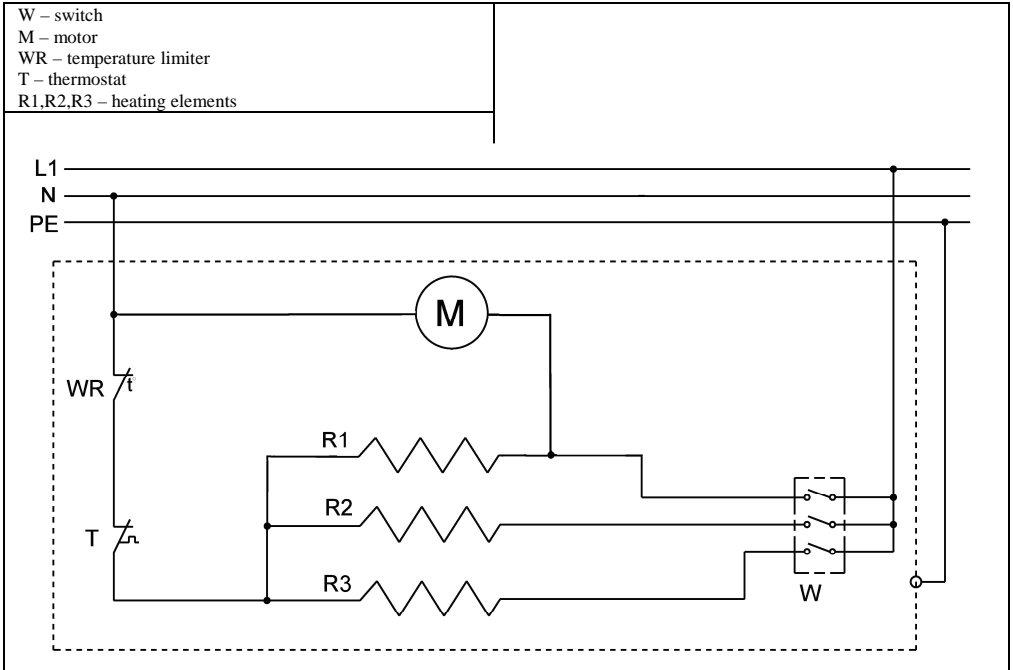 W – switch
M – motor
WR – temperature limiter
T – thermostat
R1,R2,R3 – heating elements
L1
N
PE
M
WR
t°
R1
R2
T
R3
W